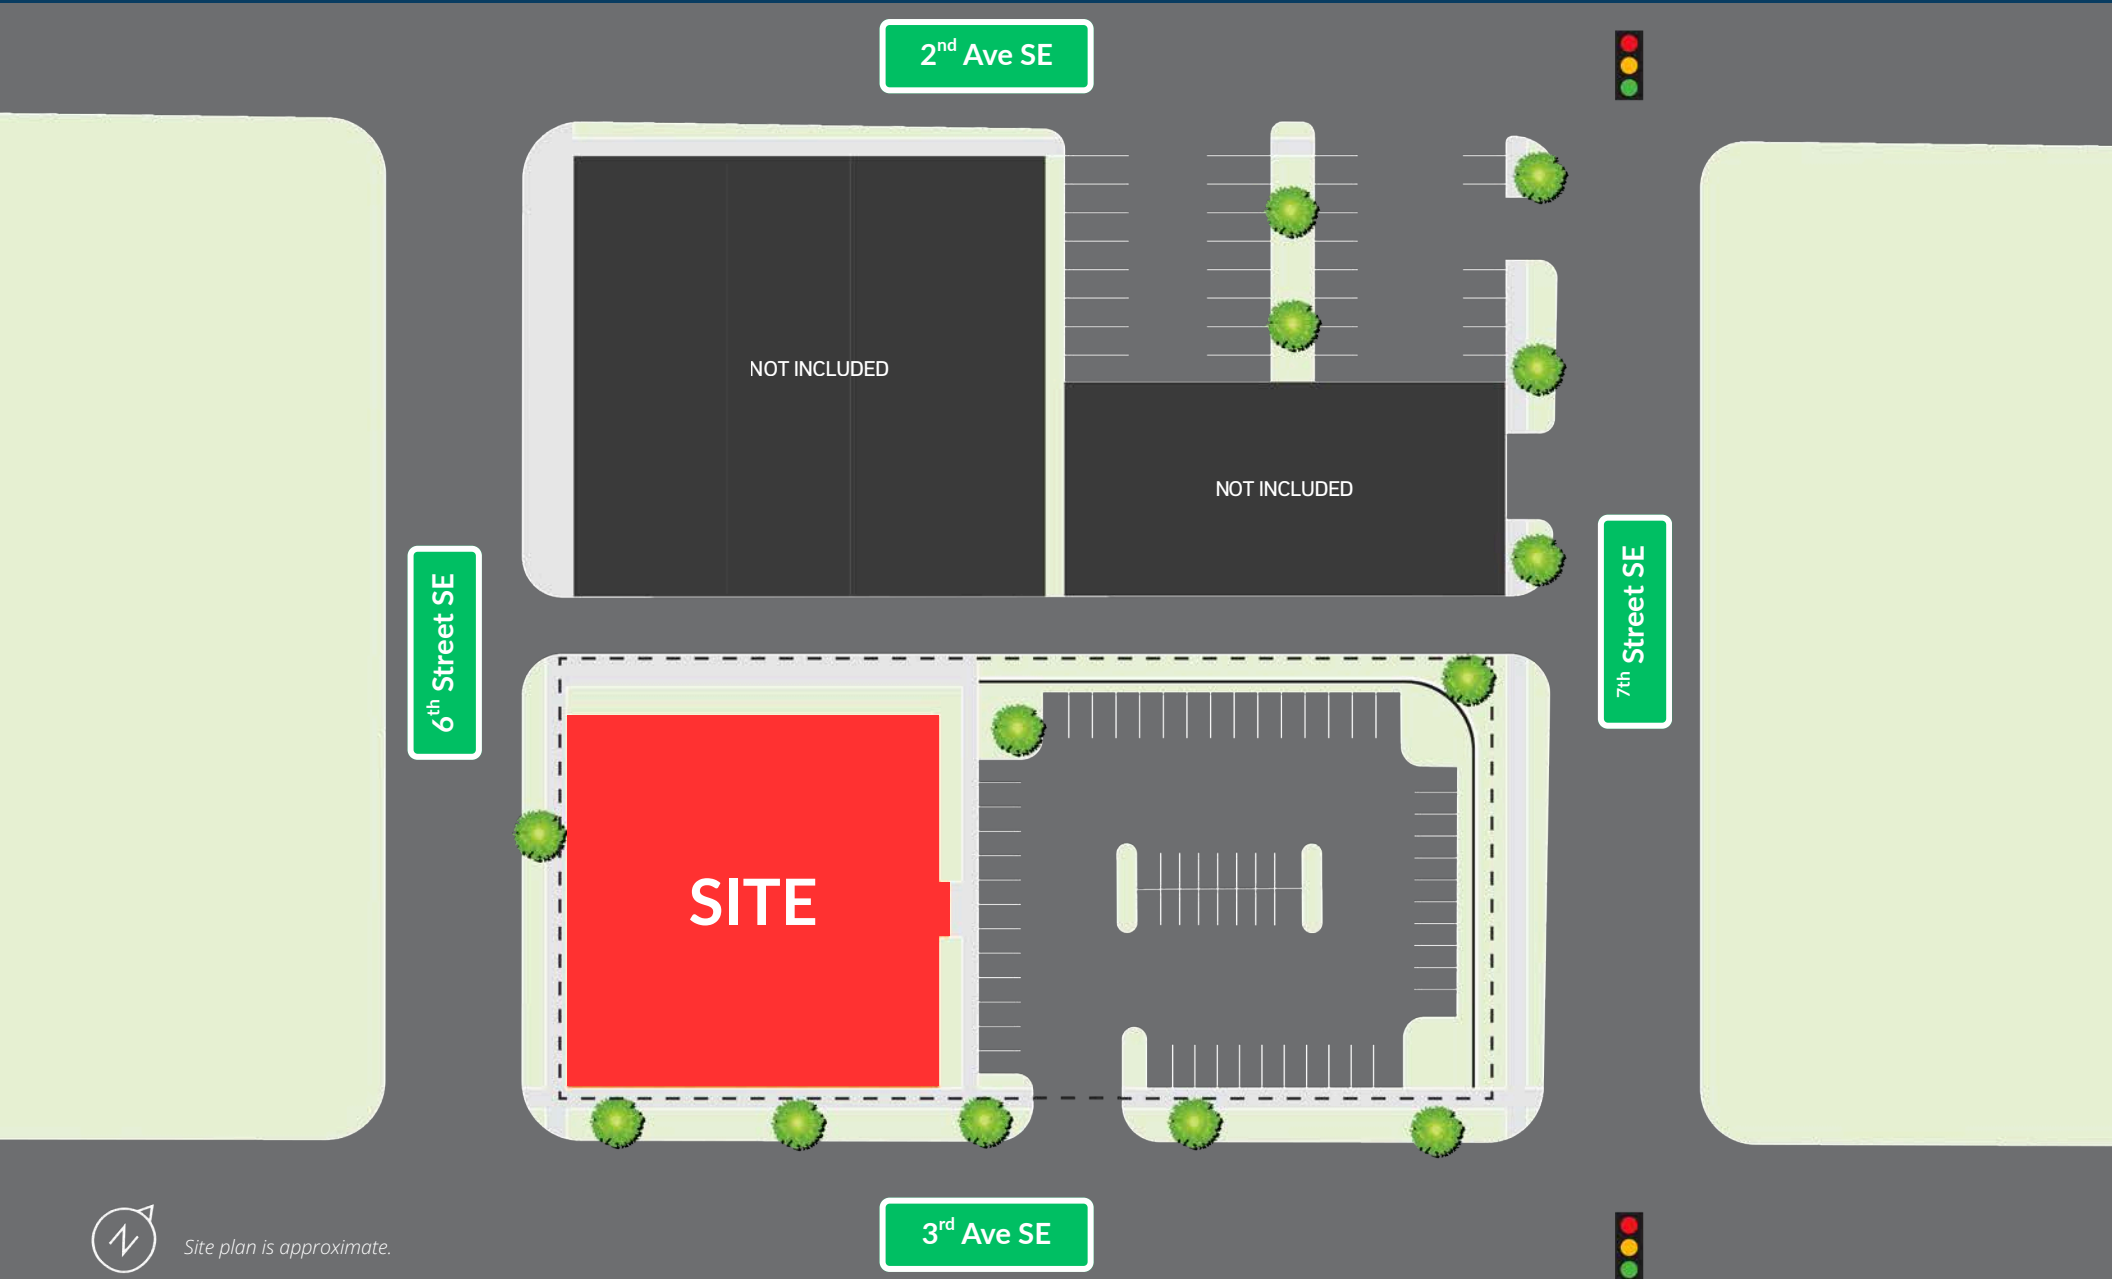 2nd Ave SE
NOT INCLUDED
NOT INCLUDED
6th Street SE
7th Street SE
SITE
3rd Ave SE
N
Site plan is approximate.